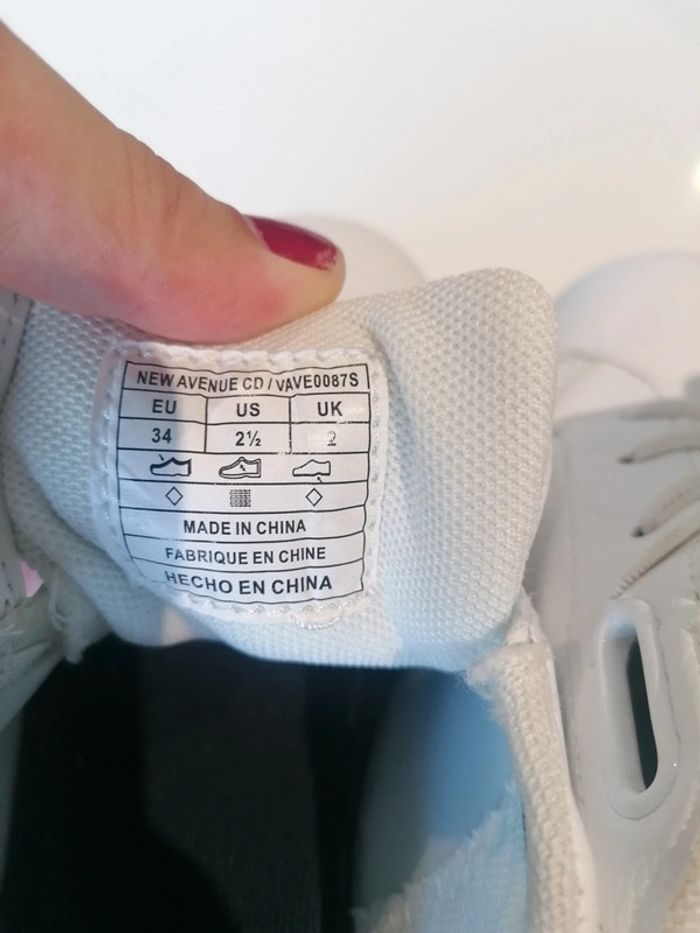 NEW AVENUE CD / VAVE0087S
EU US UK
34 2½ 2
MADE IN CHINA
FABRIQUE EN CHINE
HECHO EN CHINA